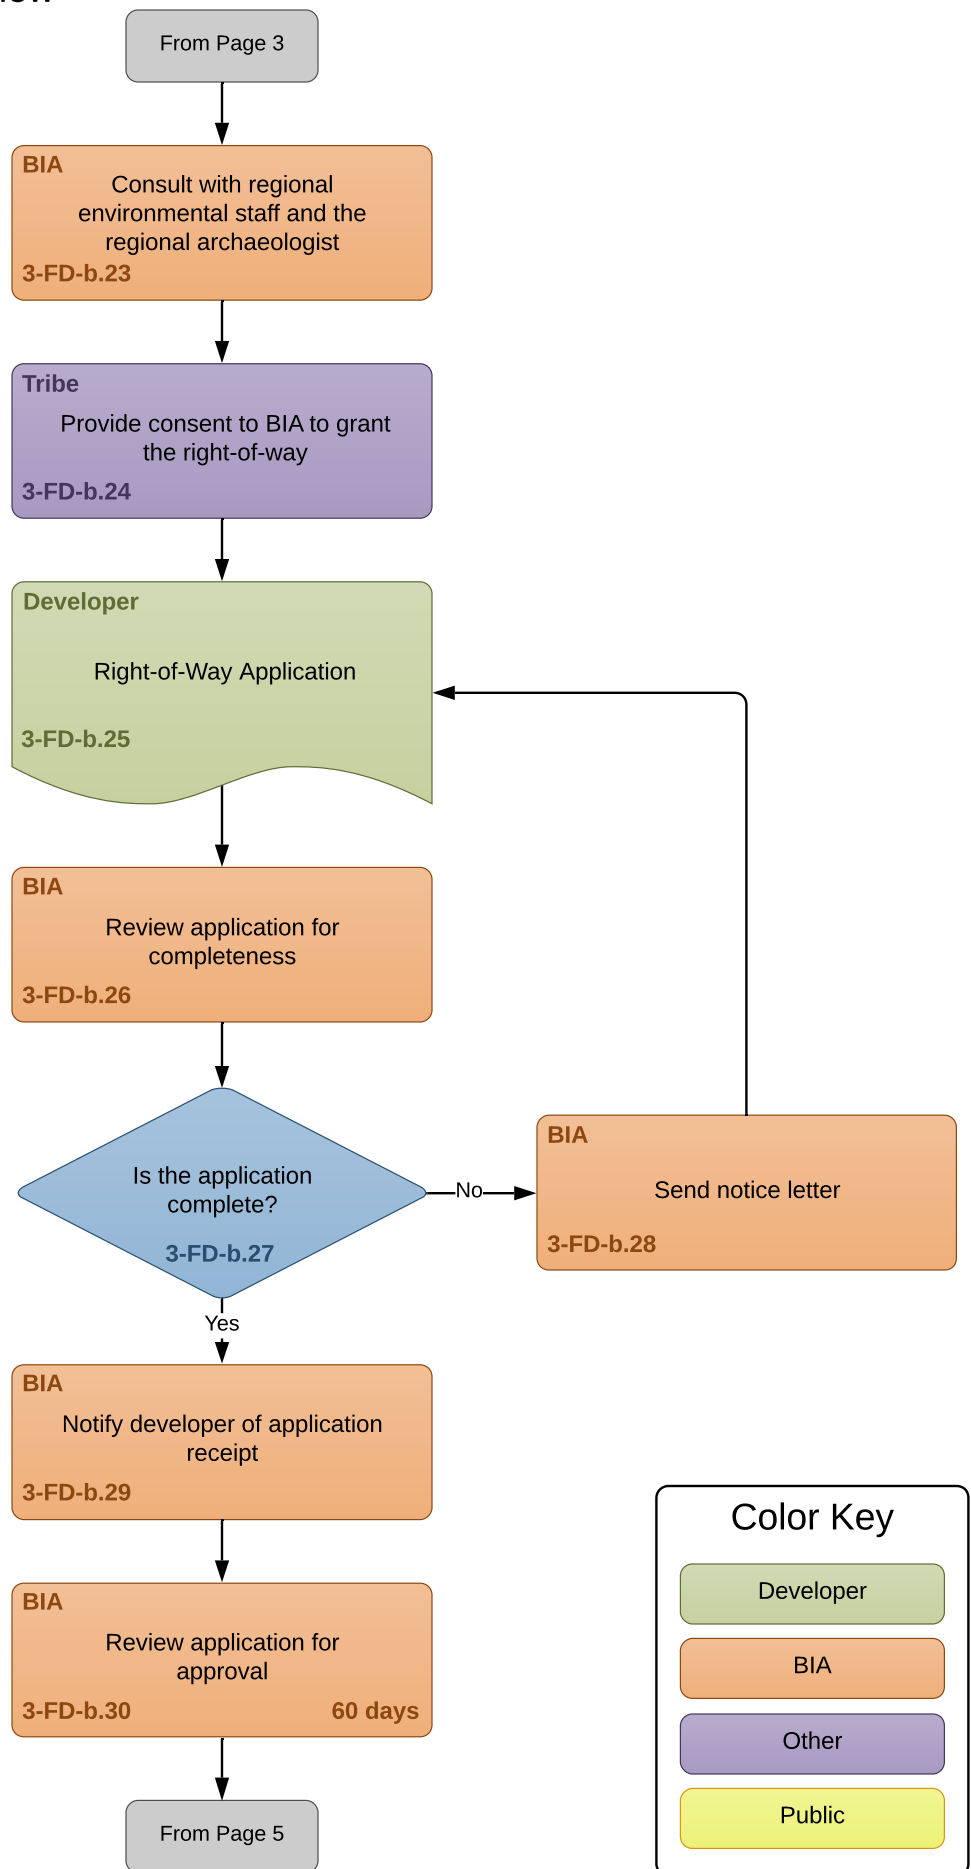 From Page 3
BIA
Consult with regional
environmental staff and the
regional archaeologist
3-FD-b.23
Tribe
Provide consent to BIA to grant
the right-of-way
3-FD-b.24
Developer
Right-of-Way Application
3-FD-b.25
BIA
Review application for
completeness
3-FD-b.26
Is the application
complete?
3-FD-b.27
No
BIA
Send notice letter
3-FD-b.28
Yes
BIA
Notify developer of application
receipt
3-FD-b.29
BIA
Review application for
approval
3-FD-b.30 60 days
From Page 5
Color Key
Developer
BIA
Other
Public